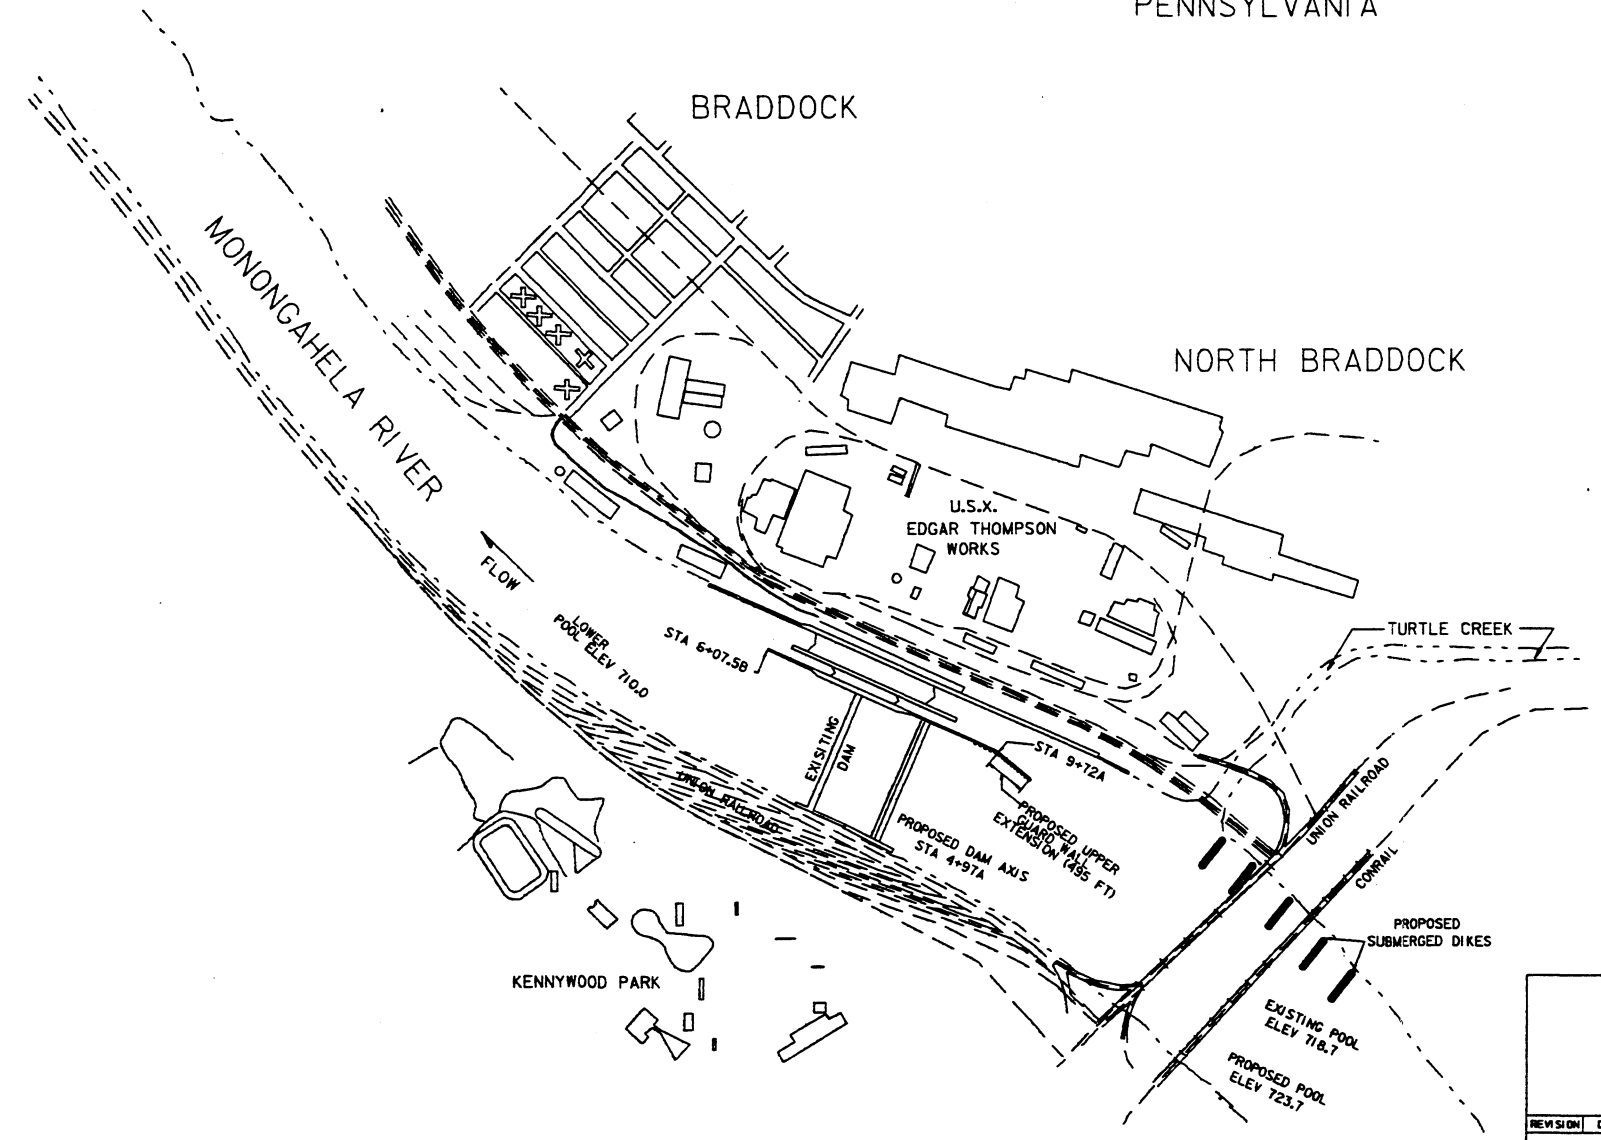 PENNSYLVANIA
BRADDOCK
MONONGAHELA RIVER
NORTH BRADDOCK
U.S.X.
EDGAR THOMPSON
WORKS
FLOW
LOWER
POOL ELEV 710.0
STA 6+07.5B
TURTLE CREEK
EXISITING
DAM
STA 9+72A
UNION RAILROAD
UNION RAILROAD
PROPOSED UPPER
GUARD WALL
EXTENSION (495 FT)
PROPOSED DAM AXIS
STA 4+97A
CONRAIL
PROPOSED
SUBMERGED DIKES
KENNYWOOD PARK
EXISTING POOL
ELEV 718.7
PROPOSED POOL
ELEV 723.7
REVISION